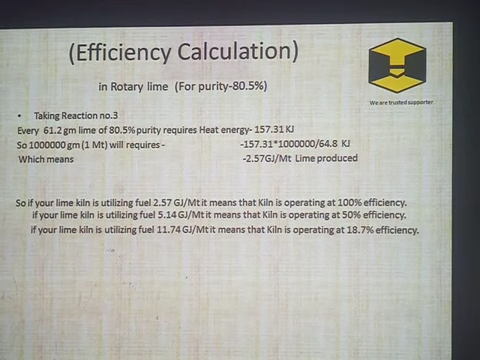 (Efficiency Calculation)
in Rotary lime (For purity-80.5%)
We are trusted supporter
• Taking Reaction no.3
Every 61.2 gm lime of 80.5% purity requires Heat energy- 157.31 KJ
So 1000000 gm (1 Mt) will requires - -157.31*1000000/64.8 KJ
Which means -2.57GJ/Mt Lime produced
So if your lime kiln is utilizing fuel 2.57 GJ/Mt it means that Kiln is operating at 100% efficiency.
if your lime kiln is utilizing fuel 5.14 GJ/Mt it means that Kiln is operating at 50% efficiency.
if your lime kiln is utilizing fuel 11.74 GJ/Mt it means that Kiln is operating at 18.7% efficiency.